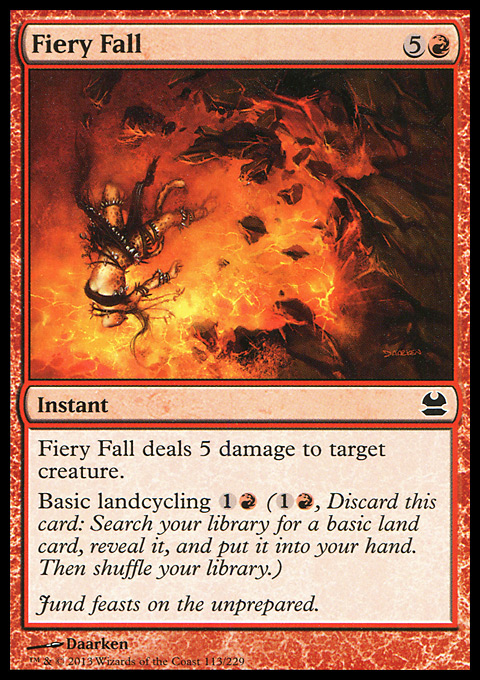 Fiery Fall 5
DAARKEN
Instant
Fiery Fall deals 5 damage to target
creature.
Basic landcycling 1 (1, Discard this
card: Search your library for a basic land
card, reveal it, and put it into your hand.
Then shuffle your library.)
Jund feasts on the unprepared.
Daarken
™ & © 2013 Wizards of the Coast 113/229